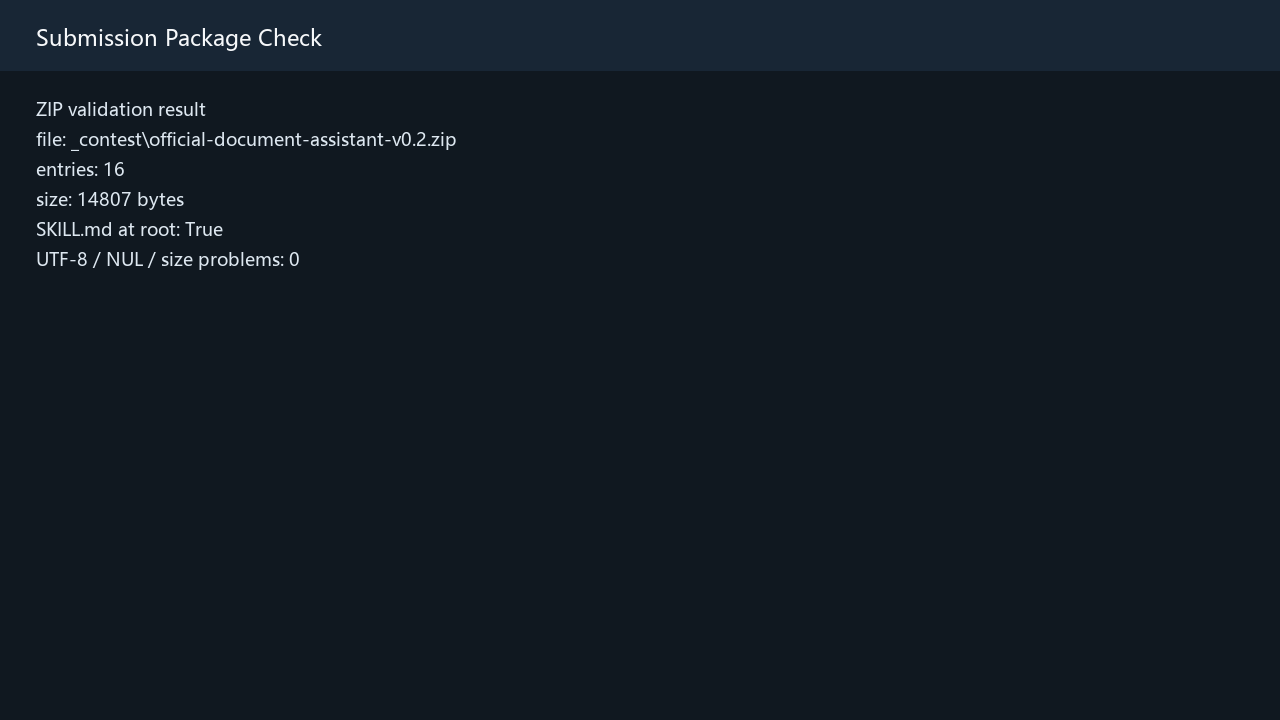 Submission Package Check
ZIP validation result
file: _contest\official-document-assistant-v0.2.zip
entries: 16
size: 14807 bytes
SKILL.md at root: True
UTF-8 / NUL / size problems: 0